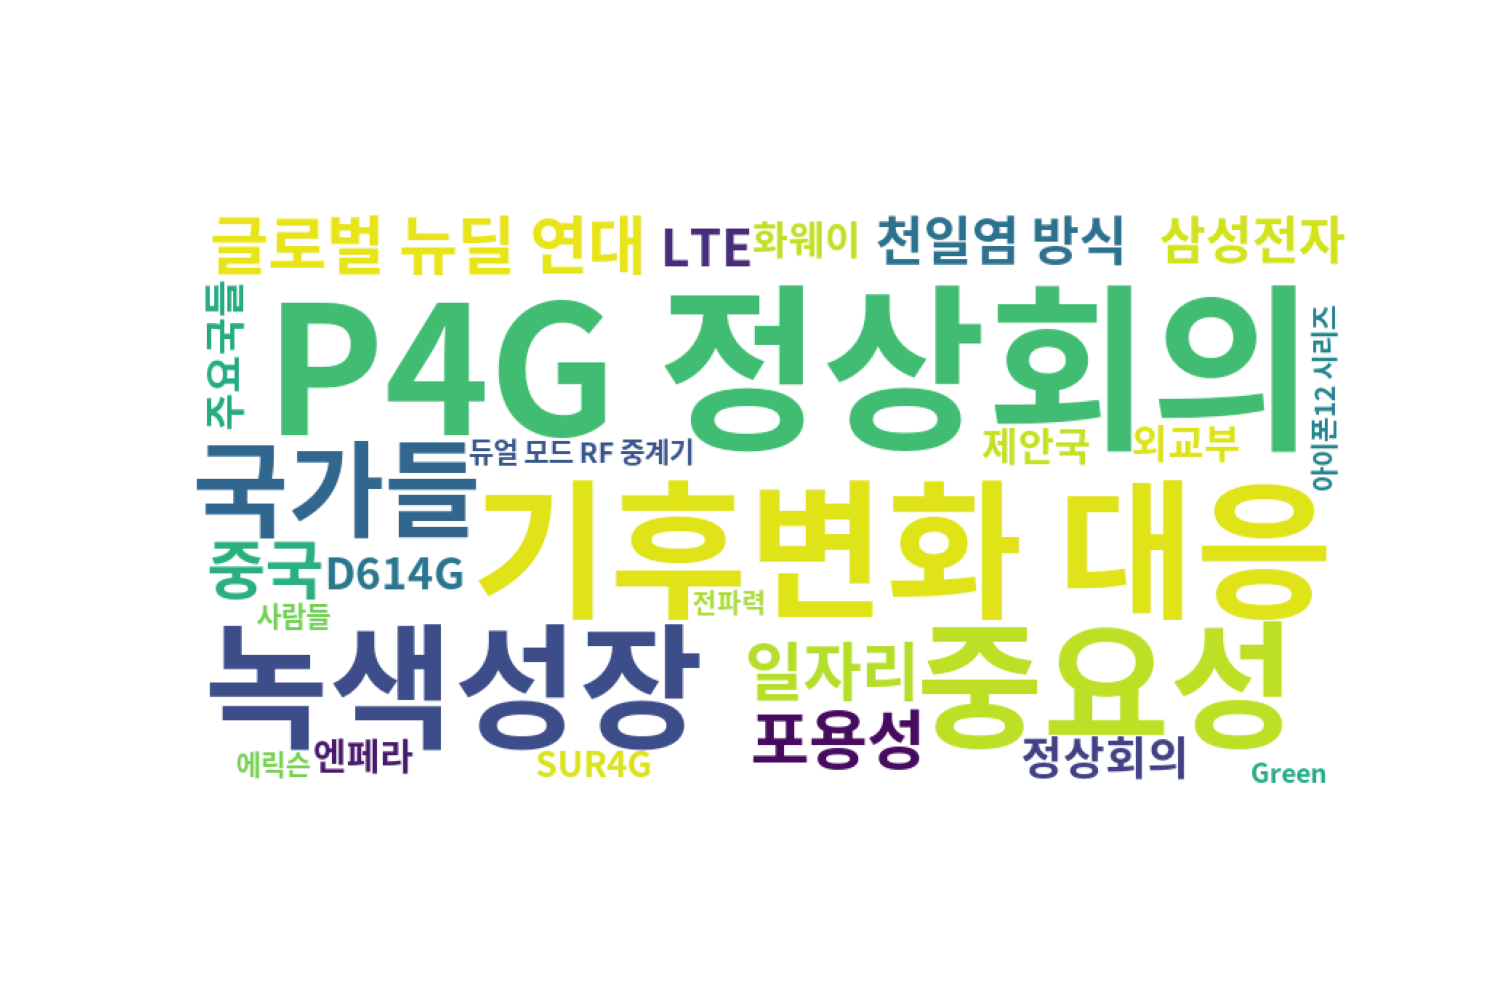 글로벌 뉴딜 연대
LTE
화웨이
천일염 방식
삼성전자
주요국들
P4G 정상회의
아이폰12 시리즈
국가들
듀얼 모드 RF 중계기
제안국
외교부
기후변화 대응
중국
D614G
사람들
전파력
녹색성장
일자리
중요성
포용성
에릭슨
엔페라
SUR4G
정상회의
Green